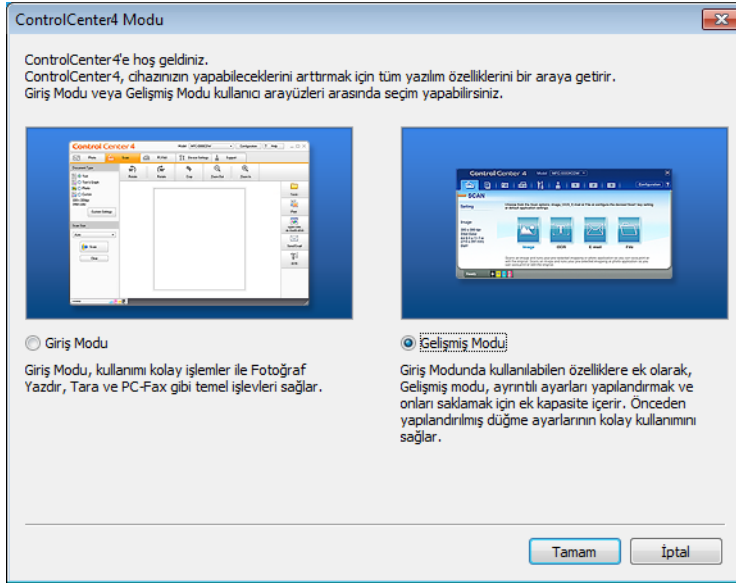 ControlCenter4 Modu
ControlCenter4'e hoş geldiniz.
ControlCenter4, cihazınızın yapabileceklerini arttırmak için tüm yazılım özelliklerini bir araya getirir.
Giriş Modu veya Gelişmiş Modu kullanıcı arayüzleri arasında seçim yapabilirsiniz.
Control Center 4
Control Center 4
SCAN
Image
OCR
E-mail
File
Giriş Modu
Giriş Modu, kullanımı kolay işlemler ile Fotoğraf
Yazdır, Tara ve PC-Fax gibi temel işlevleri sağlar.
Gelişmiş Modu
Giriş Modunda kullanılabilen özelliklere ek olarak,
Gelişmiş modu, ayrıntılı ayarları yapılandırmak ve
onları saklamak için ek kapasite içerir. Önceden
yapılandırılmış düğme ayarlarının kolay kullanımını
sağlar.
Tamam
İptal